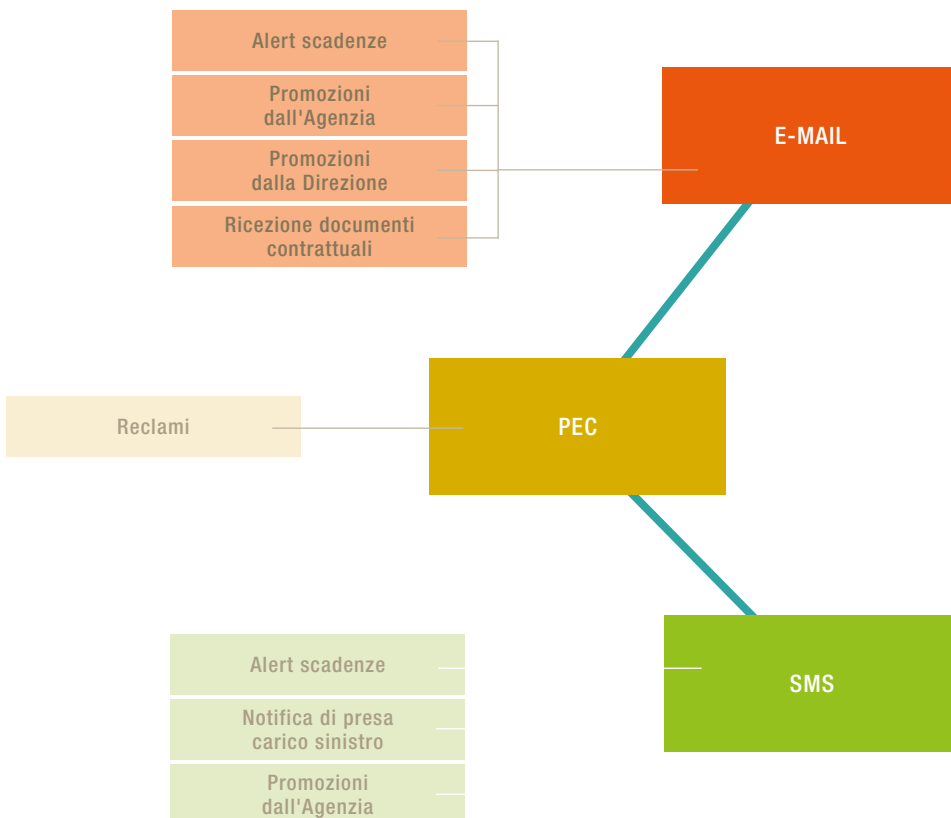 Alert scadenze
Promozioni
dall'Agenzia
Promozioni
dalla Direzione
Ricezione documenti
contrattuali
E-MAIL
Reclami
PEC
Alert scadenze
Notifica di presa
carico sinistro
Promozioni
dall'Agenzia
SMS